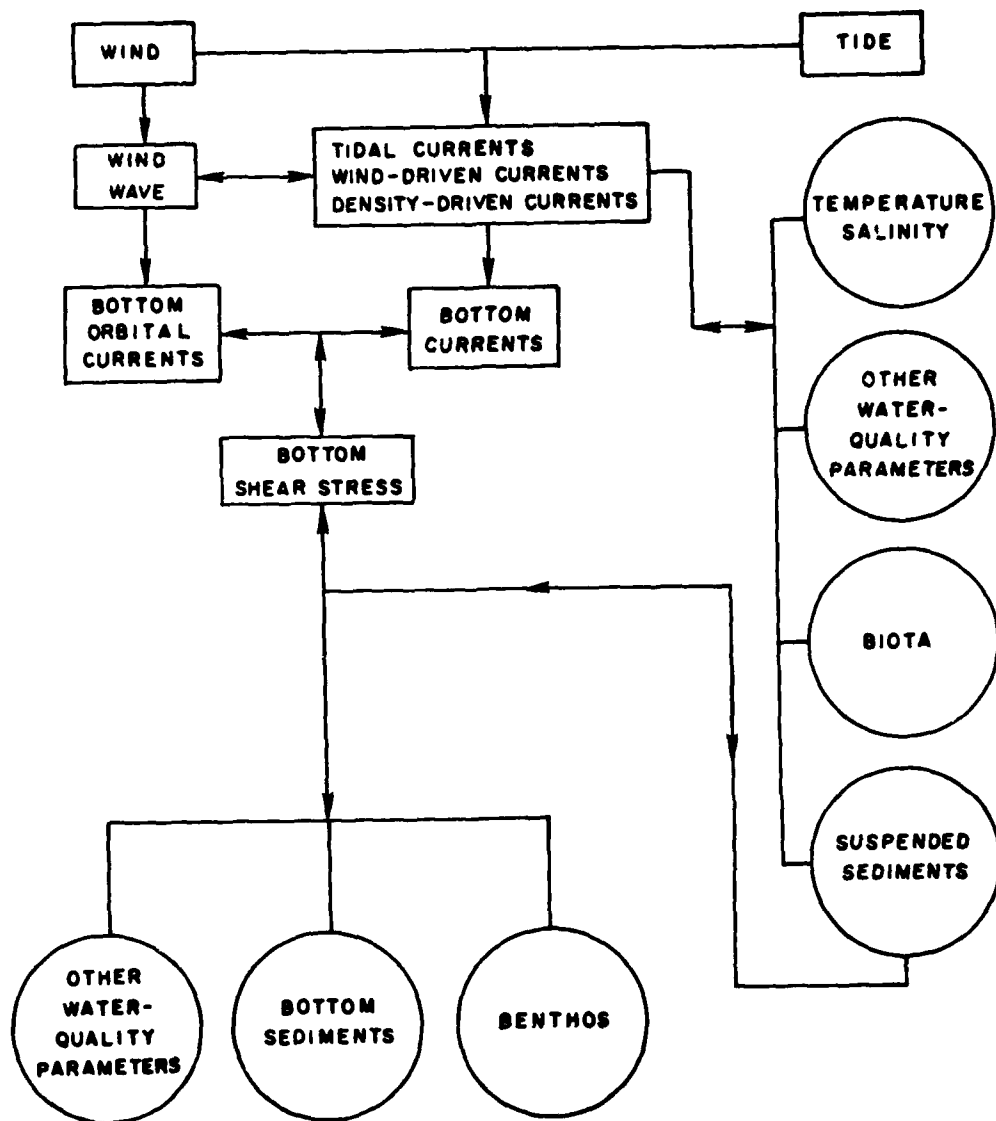 WIND
TIDE
WIND
WAVE
TIDAL CURRENTS
WIND-DRIVEN CURRENTS
DENSITY-DRIVEN CURRENTS
TEMPERATURE
SALINITY
BOTTOM
ORBITAL
CURRENTS
BOTTOM
CURRENTS
OTHER
WATER-
QUALITY
PARAMETERS
BOTTOM
SHEAR STRESS
BIOTA
SUSPENDED
SEDIMENTS
OTHER
WATER-
QUALITY
PARAMETERS
BOTTOM
SEDIMENTS
BENTHOS